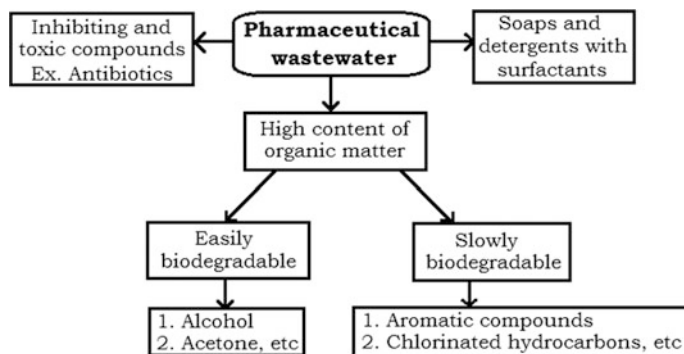 Inhibiting and
toxic compounds
Ex. Antibiotics
Pharmaceutical
wastewater
Soaps and
detergents with
surfactants
High content of
organic matter
Easily
biodegradable
Slowly
biodegradable
1. Alcohol
2. Acetone, etc
1. Aromatic compounds
2. Chlorinated hydrocarbons, etc